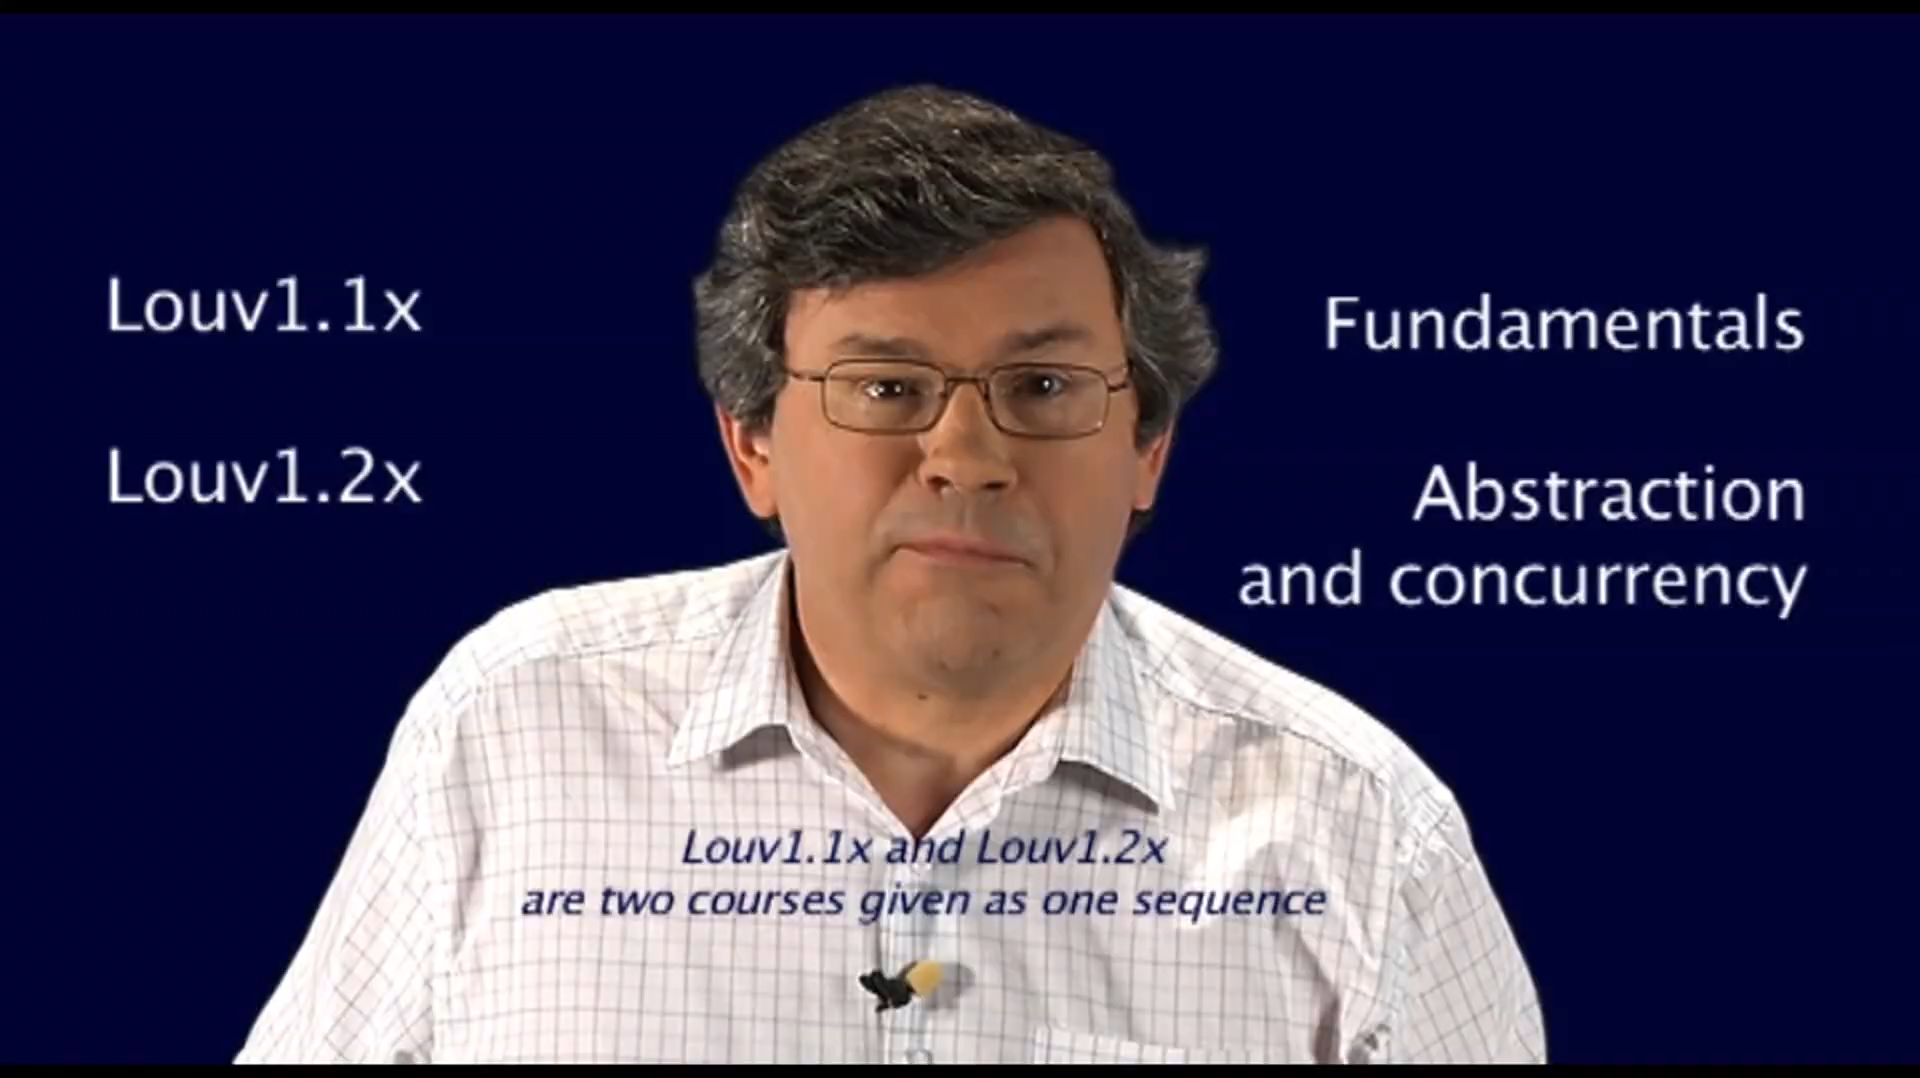 Louv1.1x
Fundamentals
Louv1.2x
Abstraction
and concurrency
Louv1.1x and Louv1.2x
are two courses given as one sequence